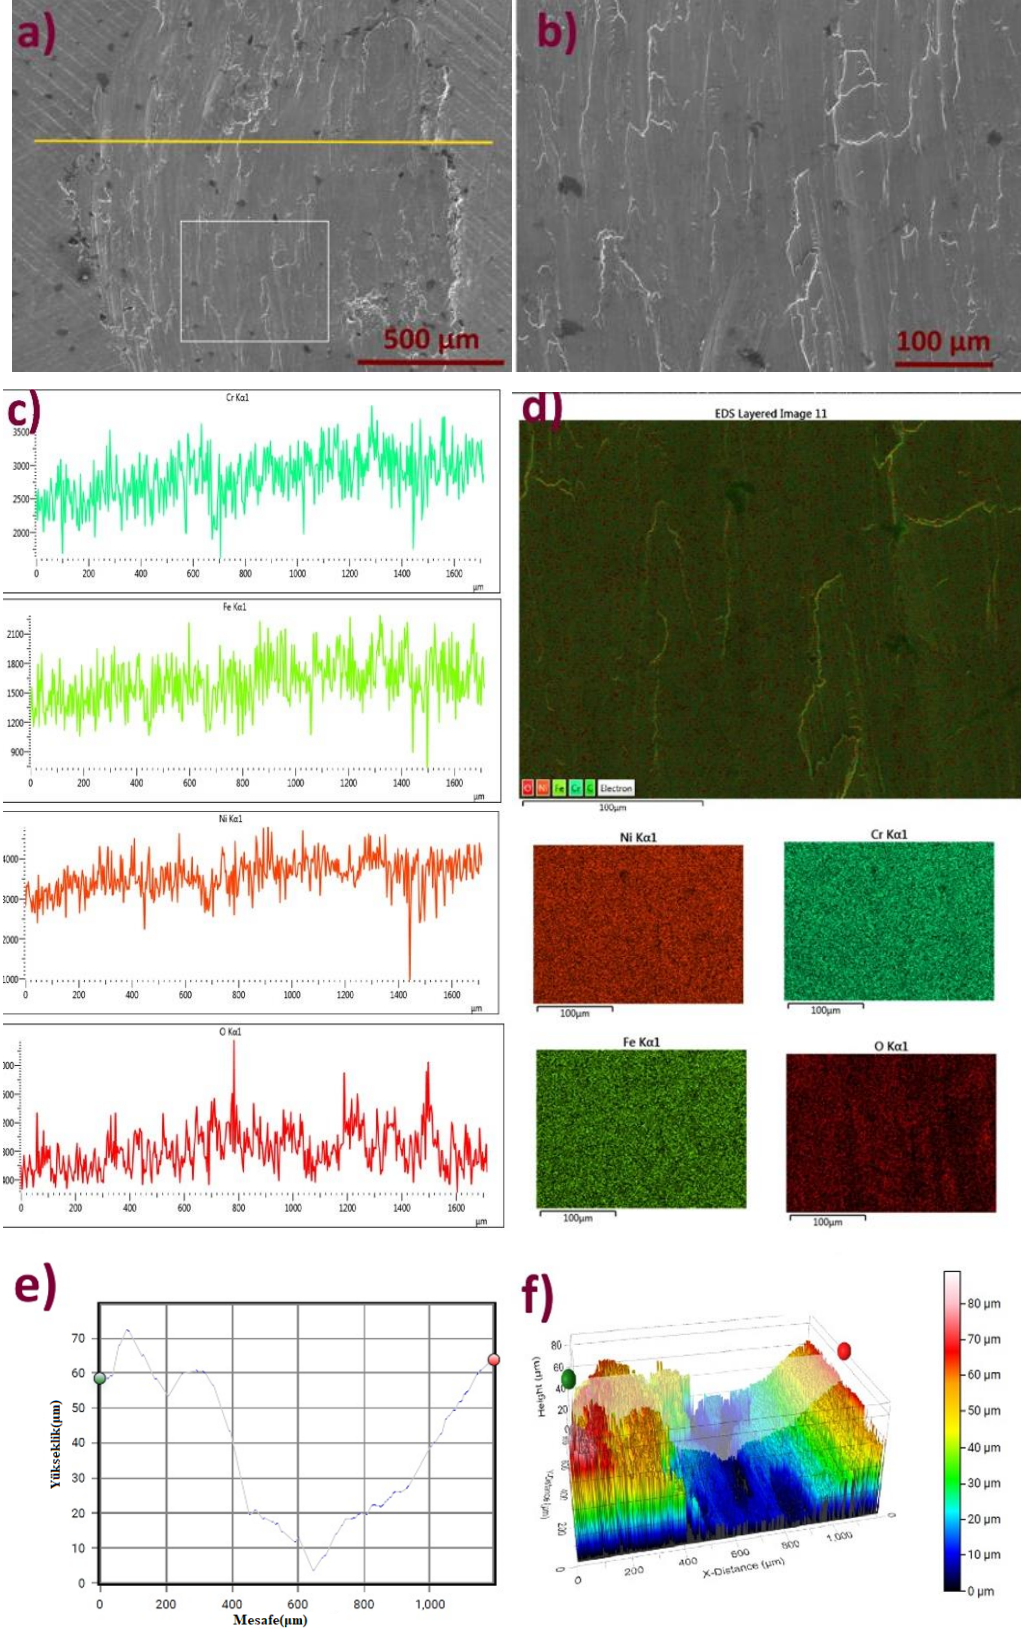 a)
500 µm
b)
100 µm
c)
Cr Kα1
3500
3000
2500
2000
0 200 400 600 800 1000 1200 1400 1600
µm
Fe Kα1
2100
1800
1500
1200
900
0 200 400 600 800 1000 1200 1400 1600
µm
Ni Kα1
4000
3000
2000
1000
0 200 400 600 800 1000 1200 1400 1600
µm
O Kα1
400
0 200 400 600 800 1000 1200 1400 1600
µm
d)
EDS Layered Image 11
O Ni Fe Cr C Electron
100µm
Ni Kα1
100µm
Cr Kα1
100µm
Fe Kα1
100µm
O Kα1
100µm
e)
Yükseklik(µm)
70
60
50
40
30
20
10
0
0 200 400 600 800 1,000
Mesafe(µm)
f)
Height (µm)
80
60
40
20
0
Y-Distance (µm)
0 200 400 600 800 1,000
X-Distance (µm)
80 µm
70 µm
60 µm
50 µm
40 µm
30 µm
20 µm
10 µm
0 µm